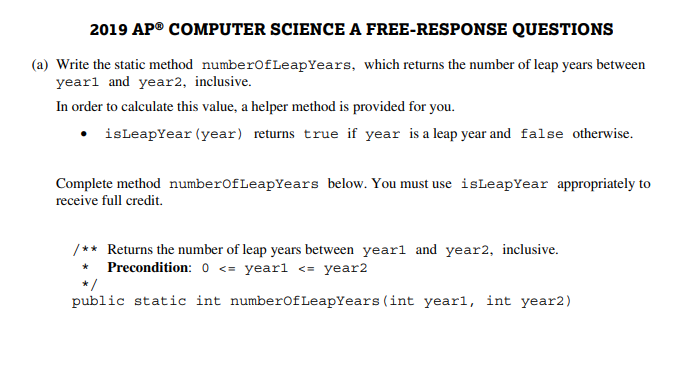 2019 AP® COMPUTER SCIENCE A FREE-RESPONSE QUESTIONS
(a) Write the static method numberOfLeapYears, which returns the number of leap years between
year1 and year2, inclusive.
In order to calculate this value, a helper method is provided for you.
• isLeapYear(year) returns true if year is a leap year and false otherwise.
Complete method numberOfLeapYears below. You must use isLeapYear appropriately to
receive full credit.
/** Returns the number of leap years between year1 and year2, inclusive.
* Precondition: 0 <= year1 <= year2
*/
public static int numberOfLeapYears(int year1, int year2)